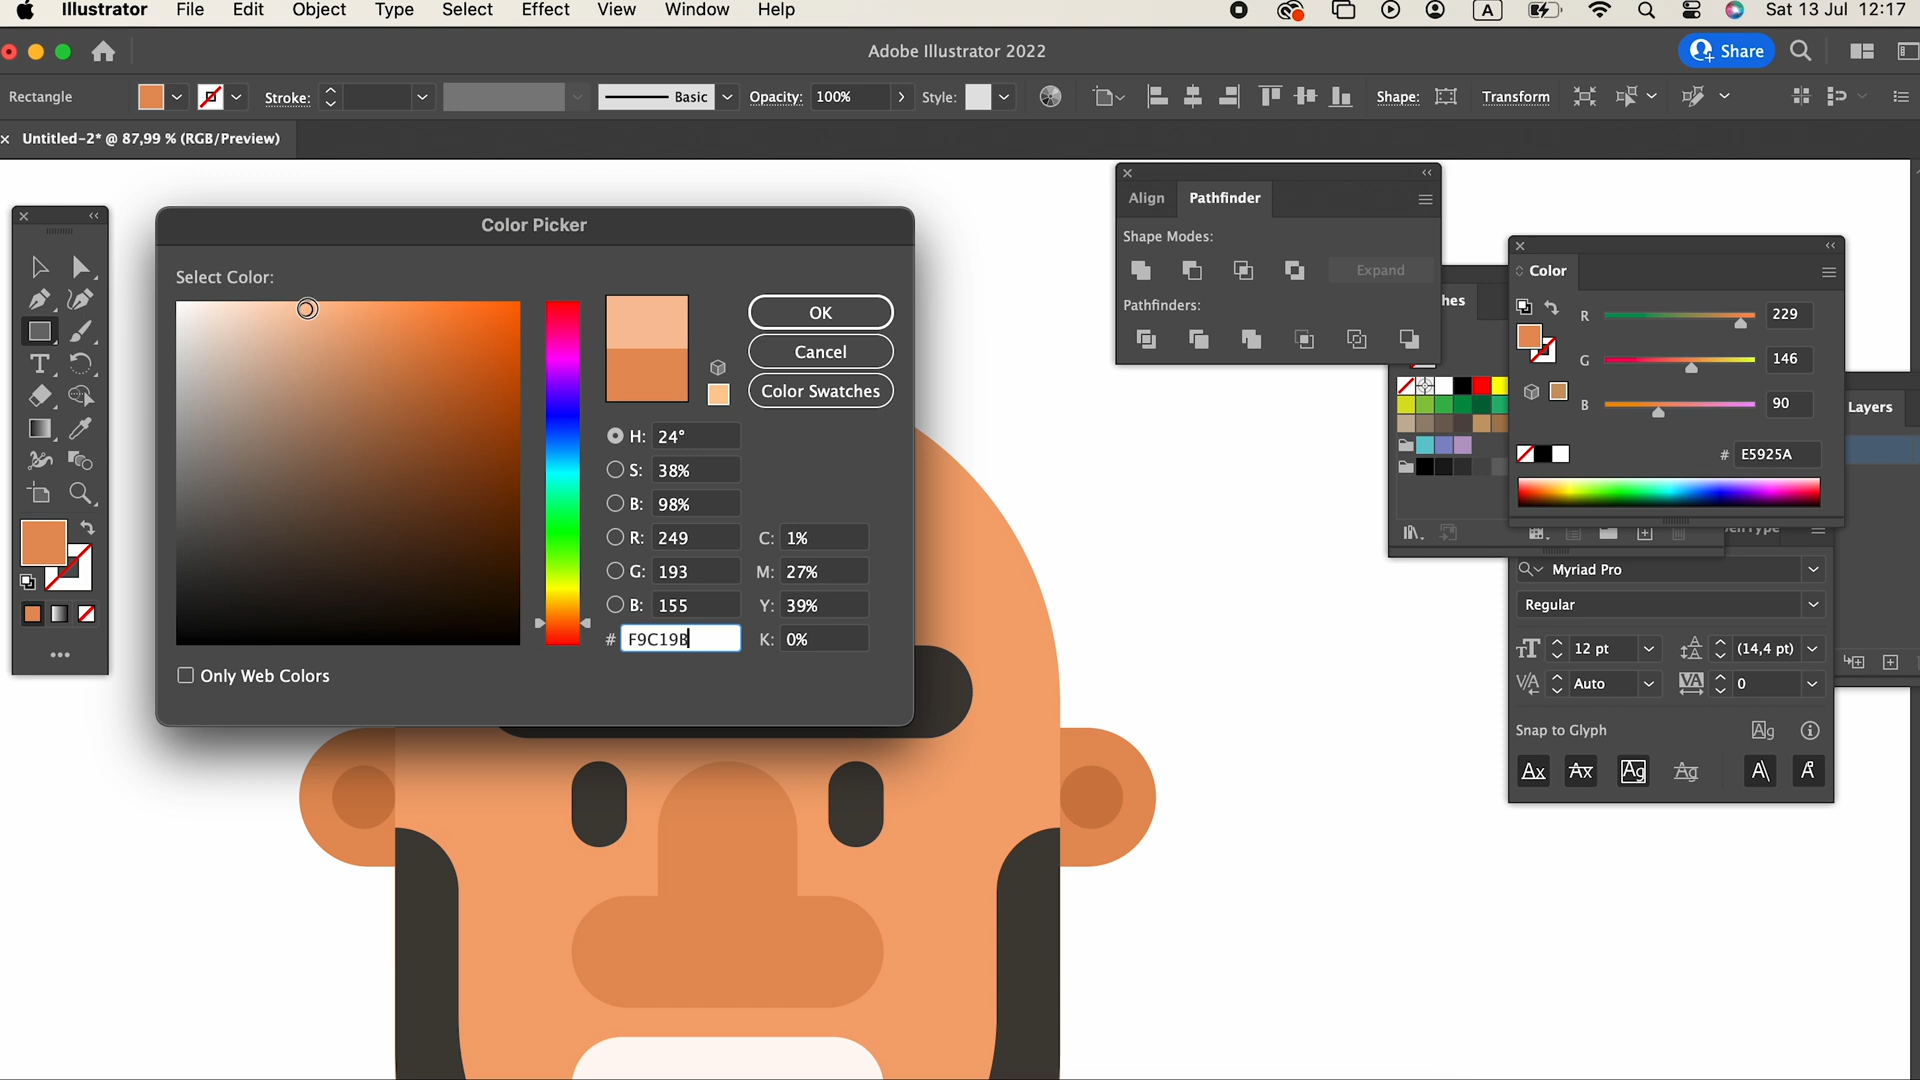 Illustrator File Edit Object Type Select Effect View Window Help A Sat 13 Jul 12:17
Adobe Illustrator 2022 Share
Rectangle Stroke: Basic Opacity: 100% Style: Shape: Transform
Untitled-2* @ 87,99 % (RGB/Preview)
Color Picker
Select Color:
OK
Cancel
Color Swatches
H: 24°
S: 38%
B: 98%
R: 249 C: 1%
G: 193 M: 27%
B: 155 Y: 39%
# F9C19B K: 0%
Only Web Colors
Align Pathfinder
Shape Modes:
Expand
Pathfinders:
hes
Color
R 229
G 146
B 90
# E5925A
Layers
Myriad Pro
Regular
12 pt (14,4 pt)
Auto 0
Snap to Glyph